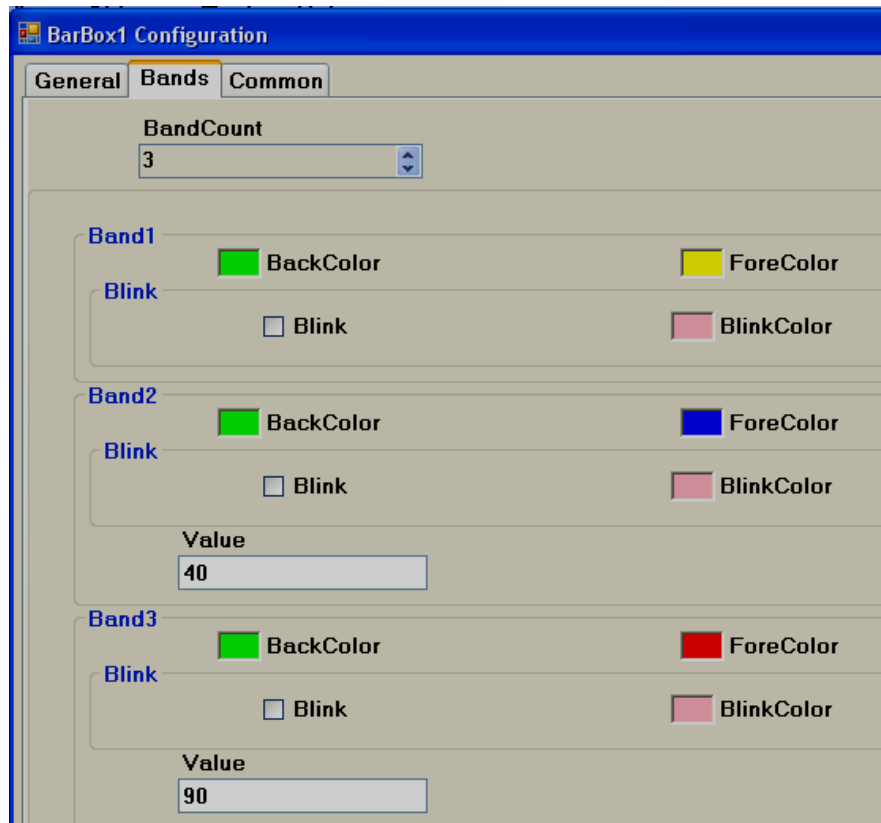 BarBox1 Configuration
General Bands Common
BandCount
3
Band1
BackColor ForeColor
Blink
Blink BlinkColor
Band2
BackColor ForeColor
Blink
Blink BlinkColor
Value
40
Band3
BackColor ForeColor
Blink
Blink BlinkColor
Value
90